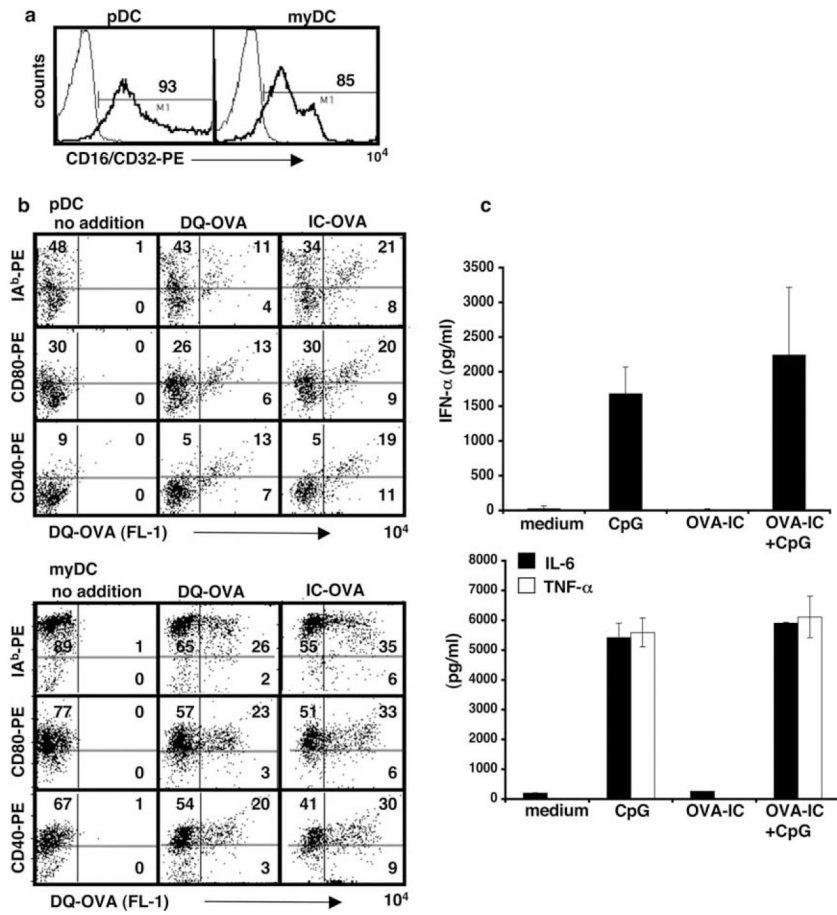 a
pDC
myDC
counts
93
M1
85
M1
CD16/CD32-PE
10⁴
b
pDC
no addition
DQ-OVA
IC-OVA
IAᵇ-PE
48 1
0
43 11
4
34 21
8
CD80-PE
30 0
0
26 13
6
30 20
9
CD40-PE
9 0
0
5 13
7
5 19
11
DQ-OVA (FL-1)
10⁴
myDC
no addition
DQ-OVA
IC-OVA
IAᵇ-PE
89 1
0
65 26
2
55 35
6
CD80-PE
77 0
0
57 23
3
51 33
6
CD40-PE
67 1
0
54 20
3
41 30
9
DQ-OVA (FL-1)
10⁴
c
IFN-α (pg/ml)
3500
3000
2500
2000
1500
1000
500
0
medium
CpG
OVA-IC
OVA-IC
+CpG
(pg/ml)
8000
7000
6000
5000
4000
3000
2000
1000
0
IL-6
TNF-α
medium
CpG
OVA-IC
OVA-IC
+CpG